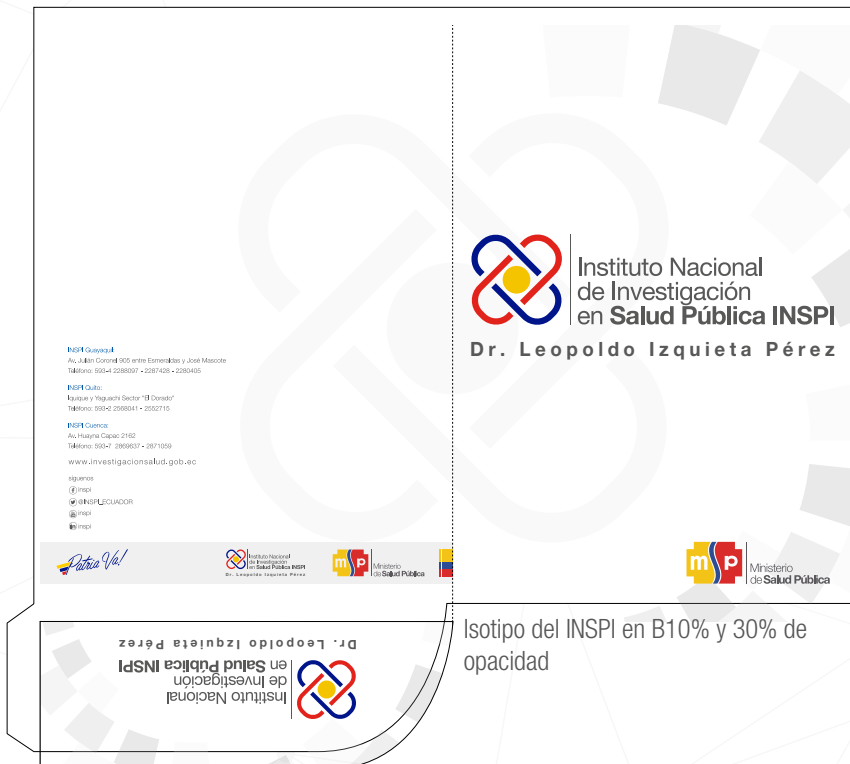 Instituto Nacional
de Investigación
en Salud Pública INSPI
Dr. Leopoldo Izquieta Pérez
INSPI Guayaquil:
Av. Julián Coronel 905 entre Esmeraldas y José Mascote
Teléfono: 593-4 2288097 - 2287428 - 2280405
INSPI Quito:
Iquique y Yaguachi Sector "El Dorado"
Teléfono: 593-2 2568041 - 2552715
INSPI Cuenca:
Av. Huayna Capac 2162
Teléfono: 593-7 2869637 - 2871059
www.investigacionsalud.gob.ec
síguenos
inspi
@INSPI_ECUADOR
inspi
inspi
Patria Va!
Instituto Nacional
de Investigación
en Salud Pública INSPI
Dr. Leopoldo Izquieta Pérez
msp
Ministerio
de Salud Pública
msp
Ministerio
de Salud Pública
Instituto Nacional
de Investigación
en Salud Pública INSPI
Dr. Leopoldo Izquieta Pérez
Isotipo del INSPI en B10% y 30% de
opacidad